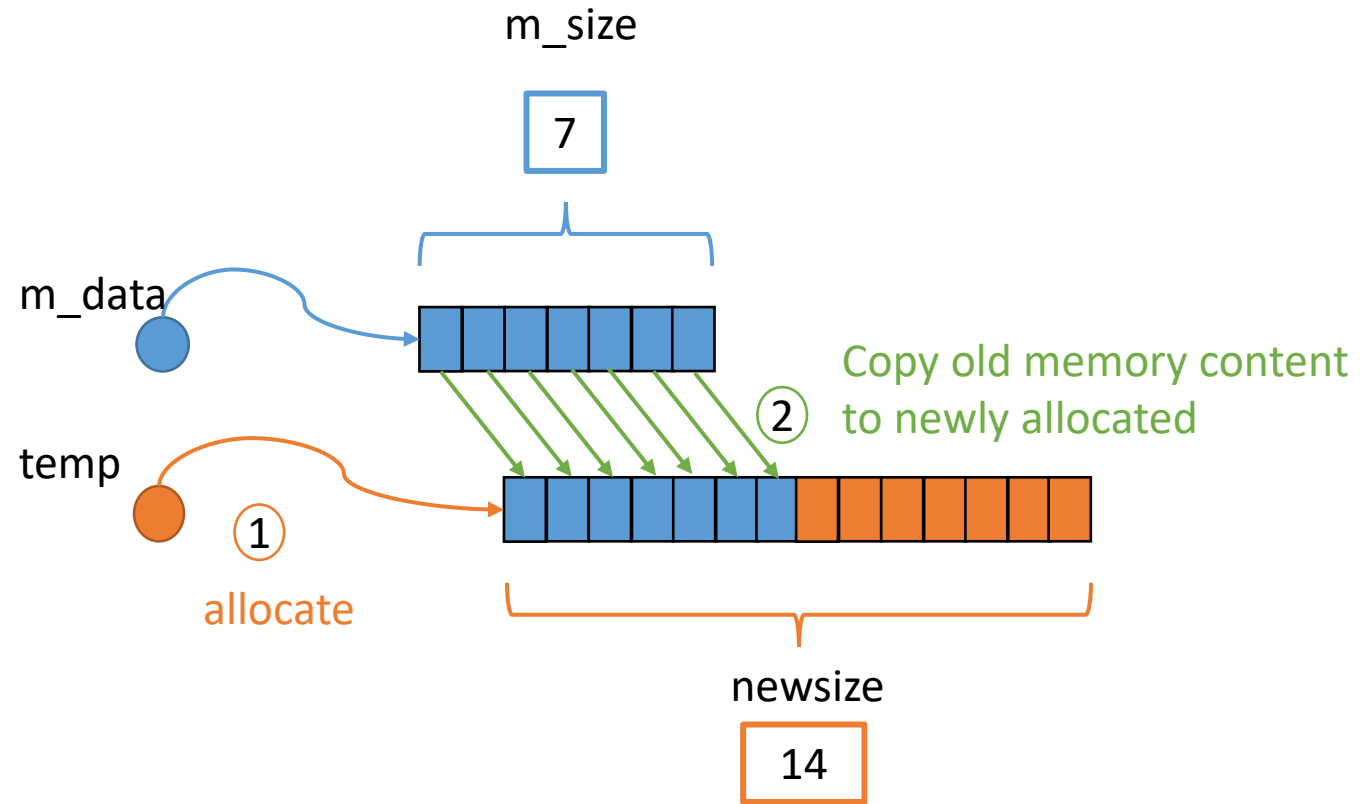 m_size
7
m_data
Copy old memory content
2
to newly allocated
temp
1
allocate
newsize
14